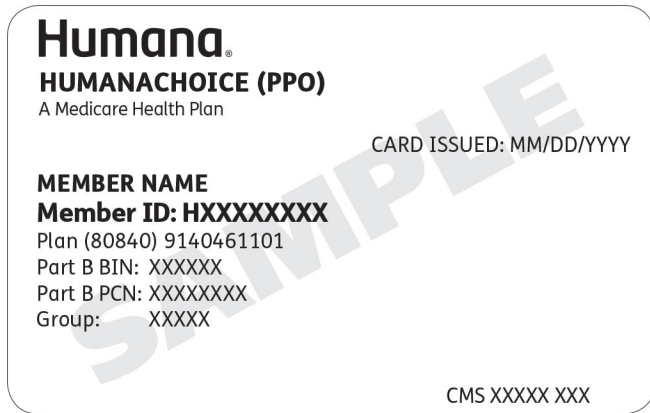 Humana®
HUMANACHOICE (PPO)
A Medicare Health Plan
CARD ISSUED: MM/DD/YYYY
MEMBER NAME
Member ID: HXXXXXXXX
Plan (80840) 9140461101
Part B BIN: XXXXXX
Part B PCN: XXXXXXXX
Group: XXXXX
CMS XXXXX XXX
SAMPLE